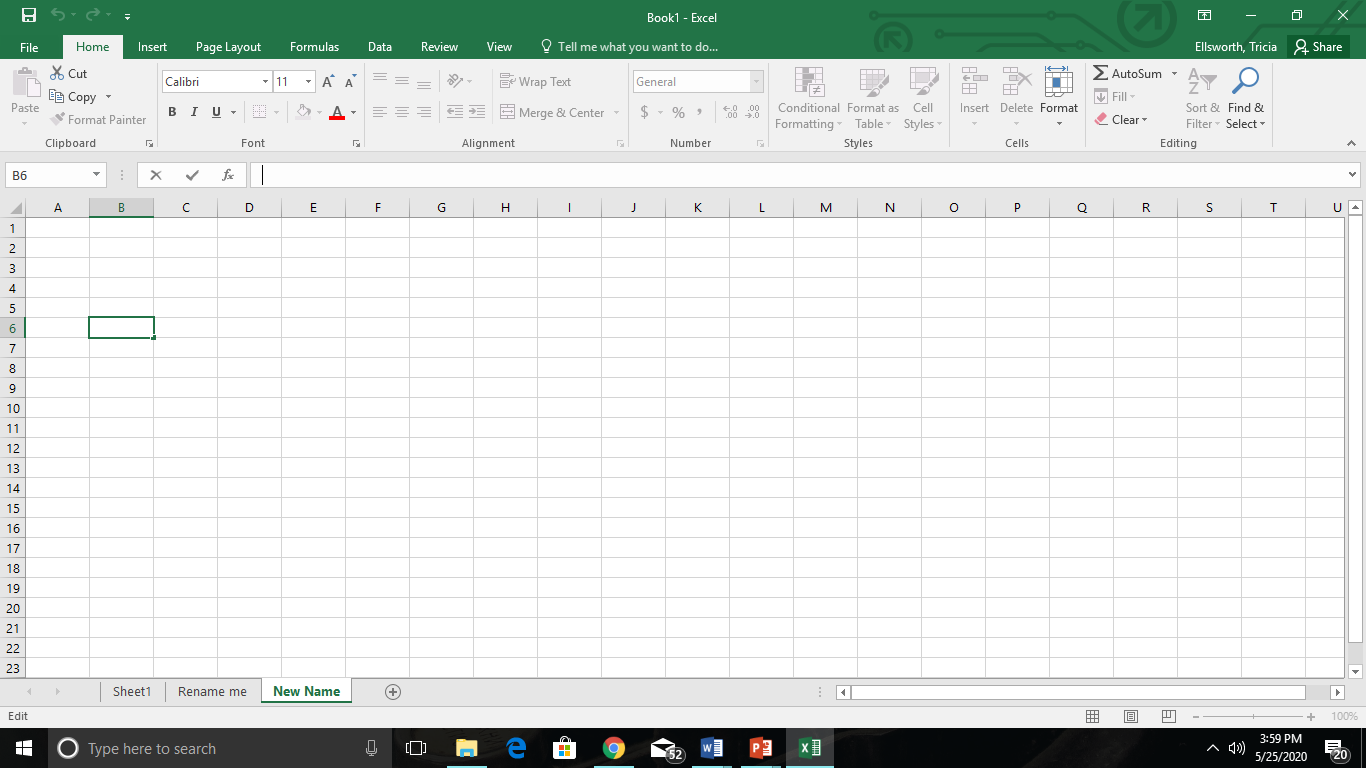 Book1 - Excel
File Home Insert Page Layout Formulas Data Review View Tell me what you want to do... Ellsworth, Tricia Share
Paste
Cut
Copy
Format Painter
Clipboard
Calibri 11
B I U A
Font
Wrap Text
Merge & Center
Alignment
General
$ % ,
Number
Conditional Formatting
Format as Table
Cell Styles
Styles
Insert Delete Format
Cells
AutoSum
Fill
Clear
Sort & Filter
Find & Select
Editing
B6 fx
A B C D E F G H I J K L M N O P Q R S T U
1
2
3
4
5
6
7
8
9
10
11
12
13
14
15
16
17
18
19
20
21
22
23
Sheet1 Rename me New Name
Edit 100%
Type here to search 52 3:59 PM
5/25/2020 20